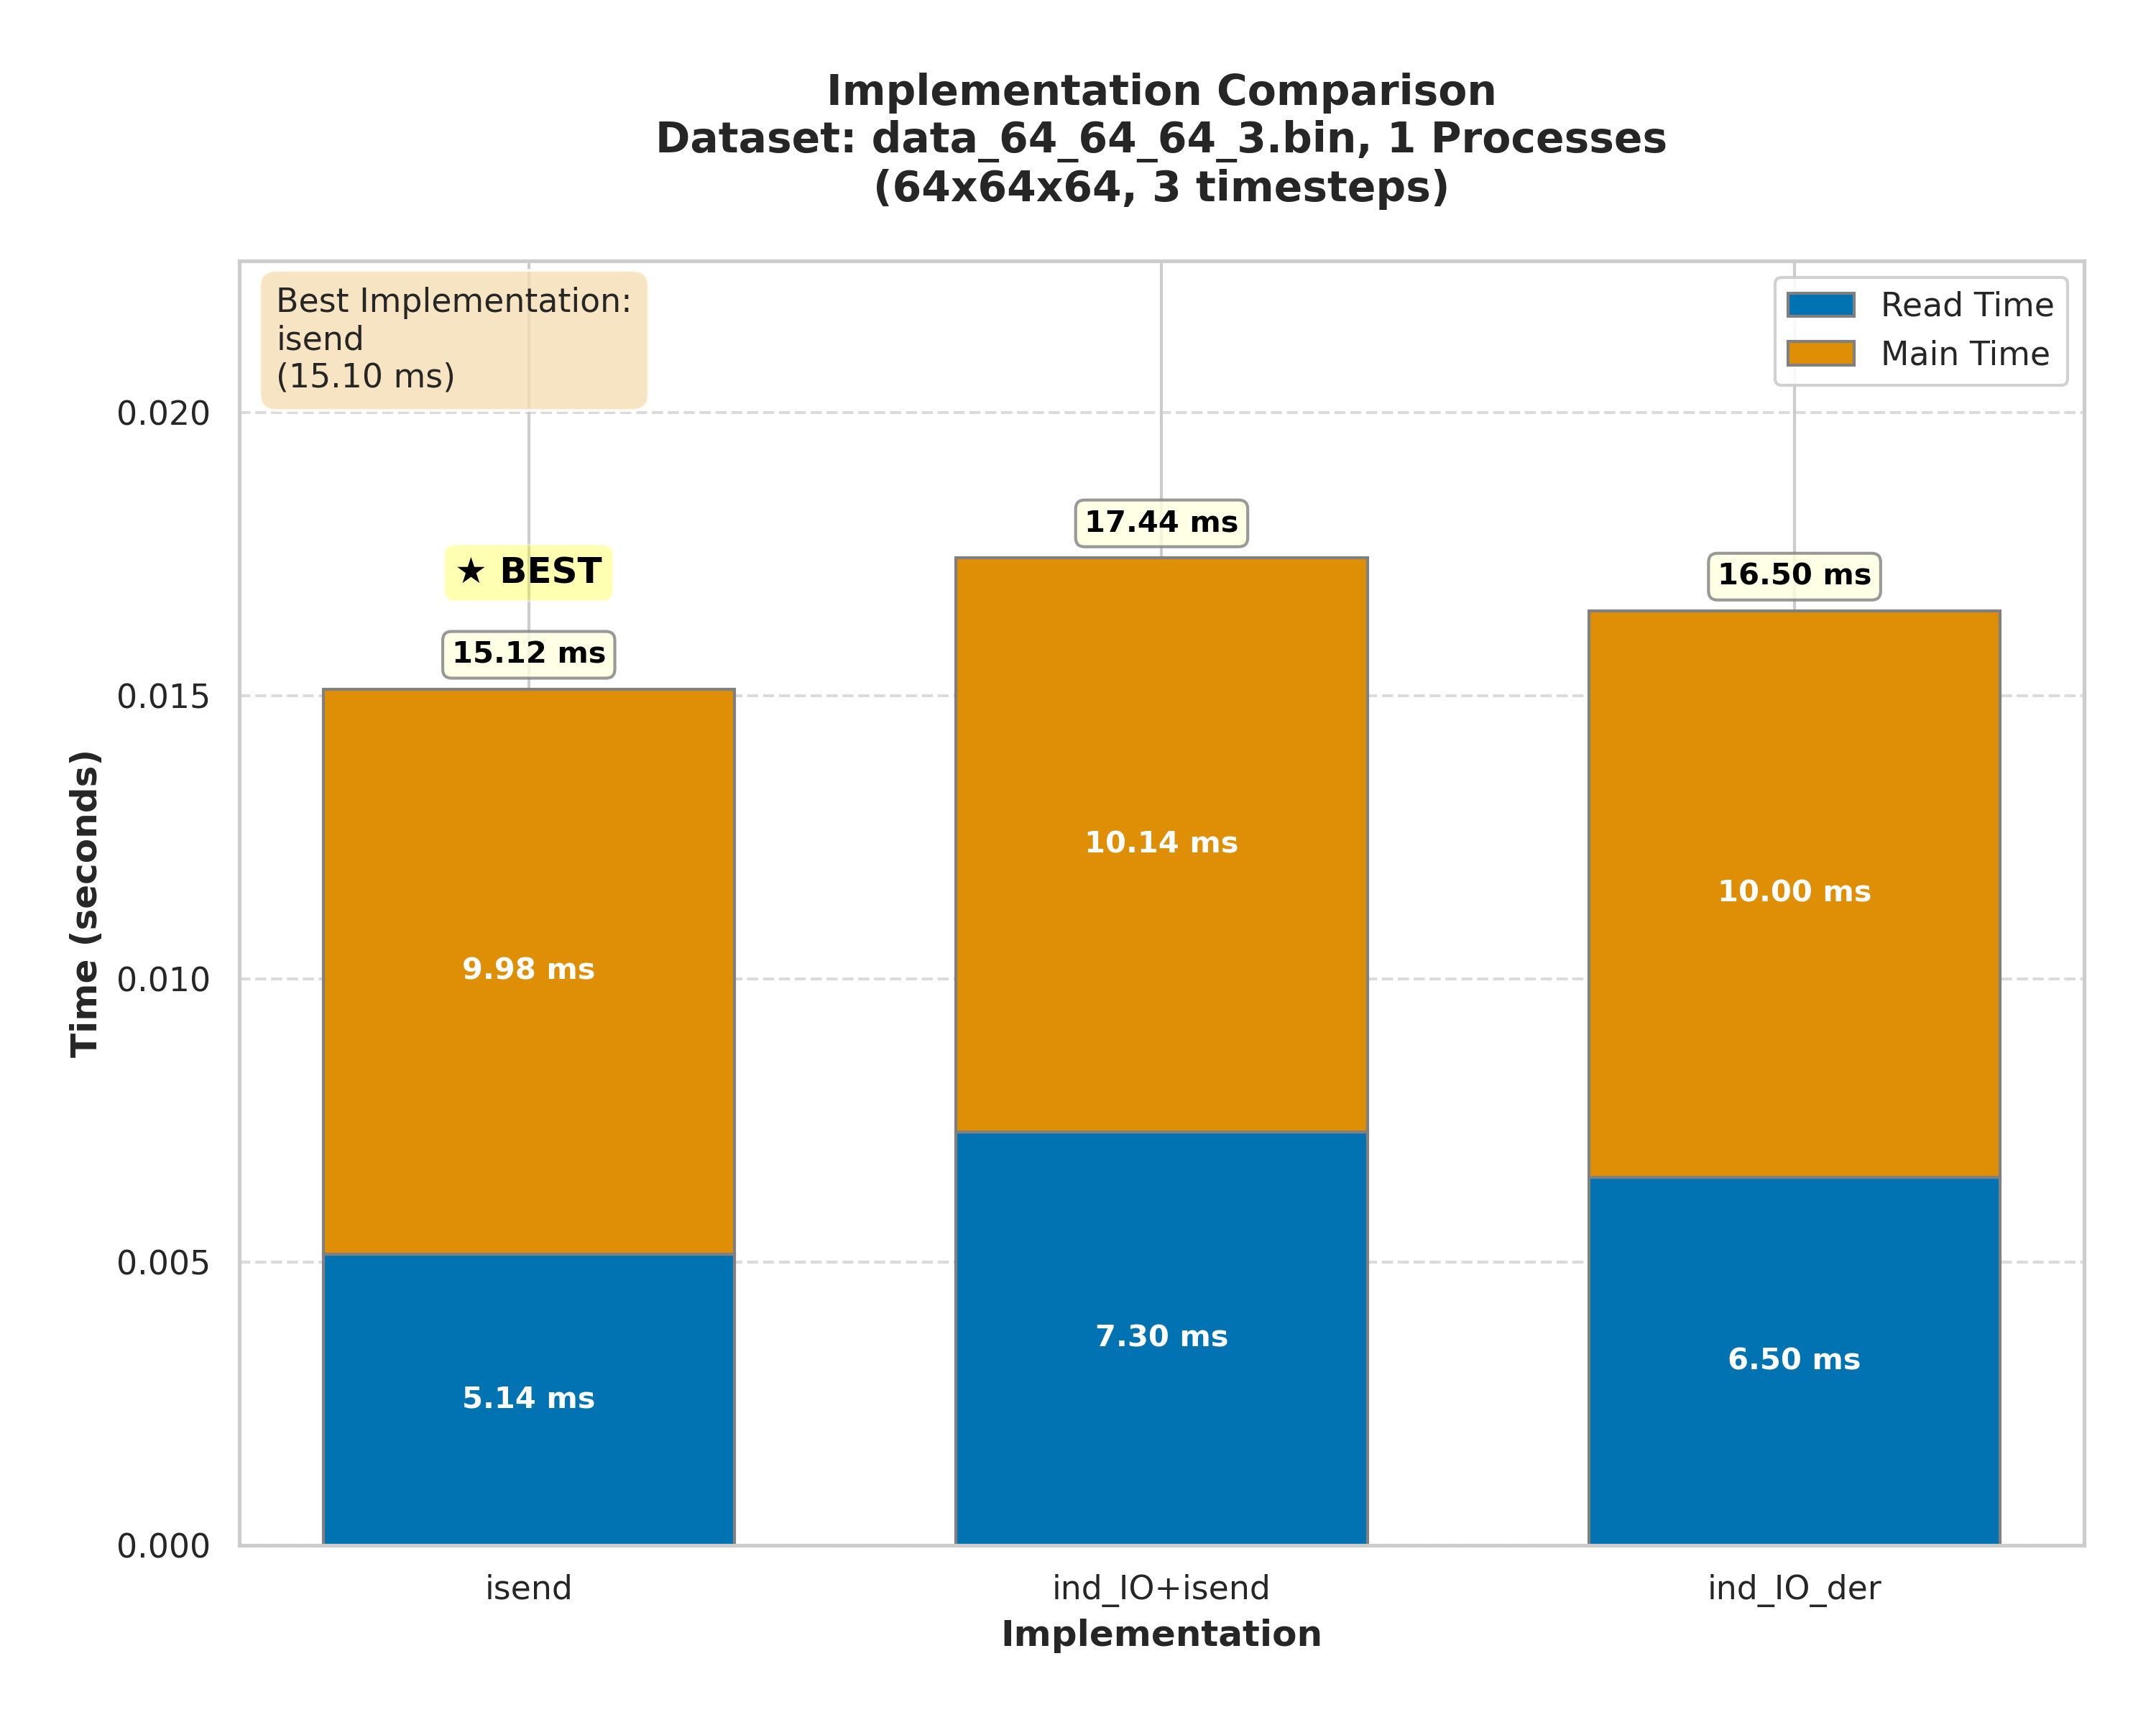 Implementation Comparison
Dataset: data_64_64_64_3.bin, 1 Processes
(64x64x64, 3 timesteps)
Best Implementation:
isend
(15.10 ms)
Read Time
Main Time
0.020
0.015
0.010
0.005
0.000
Time (seconds)
★ BEST
15.12 ms
17.44 ms
16.50 ms
9.98 ms
10.14 ms
10.00 ms
5.14 ms
7.30 ms
6.50 ms
isend
ind_IO+isend
ind_IO_der
Implementation